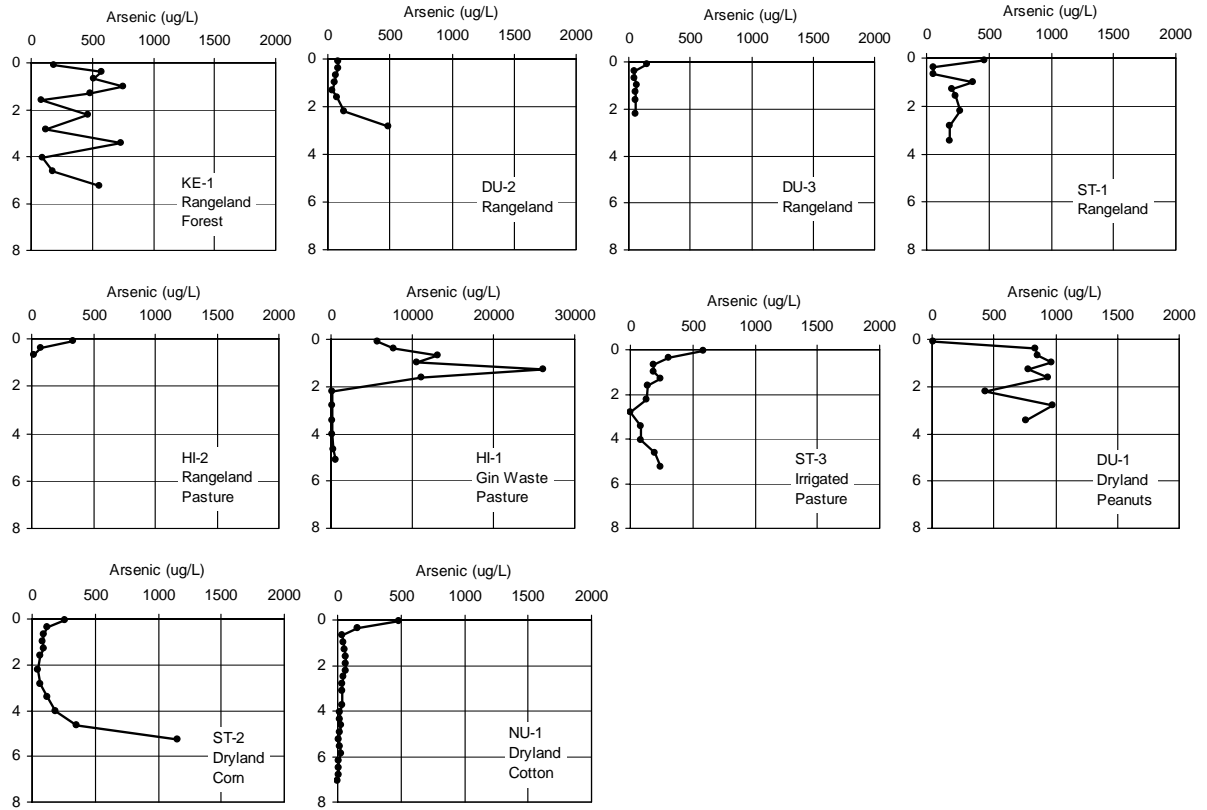 Arsenic (ug/L)
0 500 1000 1500 2000
0
2
4
6
8
KE-1
Rangeland
Forest
Arsenic (ug/L)
0 500 1000 1500 2000
0
2
4
6
8
DU-2
Rangeland
Arsenic (ug/L)
0 500 1000 1500 2000
0
2
4
6
8
DU-3
Rangeland
Arsenic (ug/L)
0 500 1000 1500 2000
0
2
4
6
8
ST-1
Rangeland
Arsenic (ug/L)
0 500 1000 1500 2000
0
2
4
6
8
HI-2
Rangeland
Pasture
Arsenic (ug/L)
0 10000 20000 30000
0
2
4
6
8
HI-1
Gin Waste
Pasture
Arsenic (ug/L)
0 500 1000 1500 2000
0
2
4
6
8
ST-3
Irrigated
Pasture
Arsenic (ug/L)
0 500 1000 1500 2000
0
2
4
6
8
DU-1
Dryland
Peanuts
Arsenic (ug/L)
0 500 1000 1500 2000
0
2
4
6
8
ST-2
Dryland
Corn
Arsenic (ug/L)
0 500 1000 1500 2000
0
2
4
6
8
NU-1
Dryland
Cotton